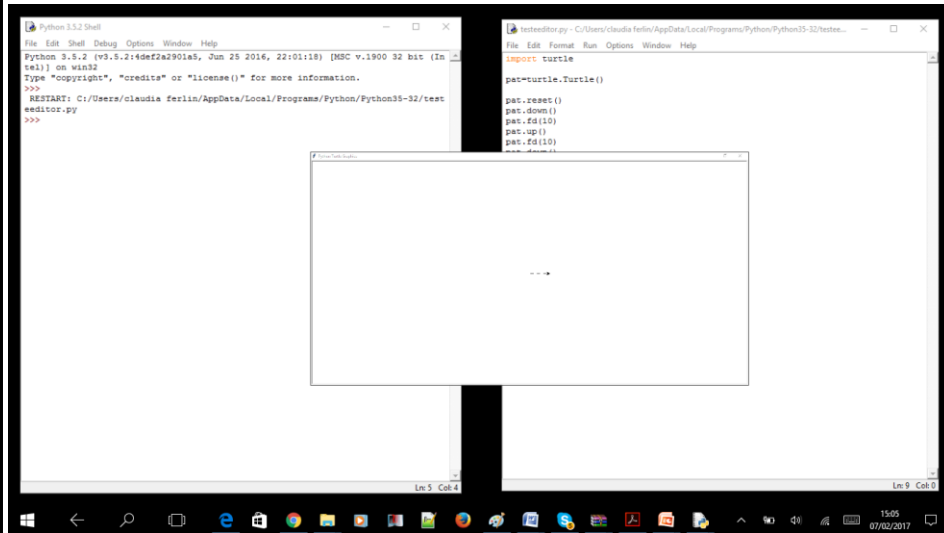 Python 3.5.2 Shell
File Edit Shell Debug Options Window Help
Python 3.5.2 (v3.5.2:4def2a2901a5, Jun 25 2016, 22:01:18) [MSC v.1900 32 bit (In
tel)] on win32
Type "copyright", "credits" or "license()" for more information.
>>>
RESTART: C:/Users/claudia ferlin/AppData/Local/Programs/Python/Python35-32/test
eeditor.py
>>>
Ln: 5 Col: 4
testeeditor.py - C:/Users/claudia ferlin/AppData/Local/Programs/Python/Python35-32/testee...
File Edit Format Run Options Window Help
import turtle
pat=turtle.Turtle()
pat.reset()
pat.down()
pat.fd(10)
pat.up()
pat.fd(10)
pat.down()
Ln: 9 Col: 0
Python Turtle Graphics
15:05
07/02/2017